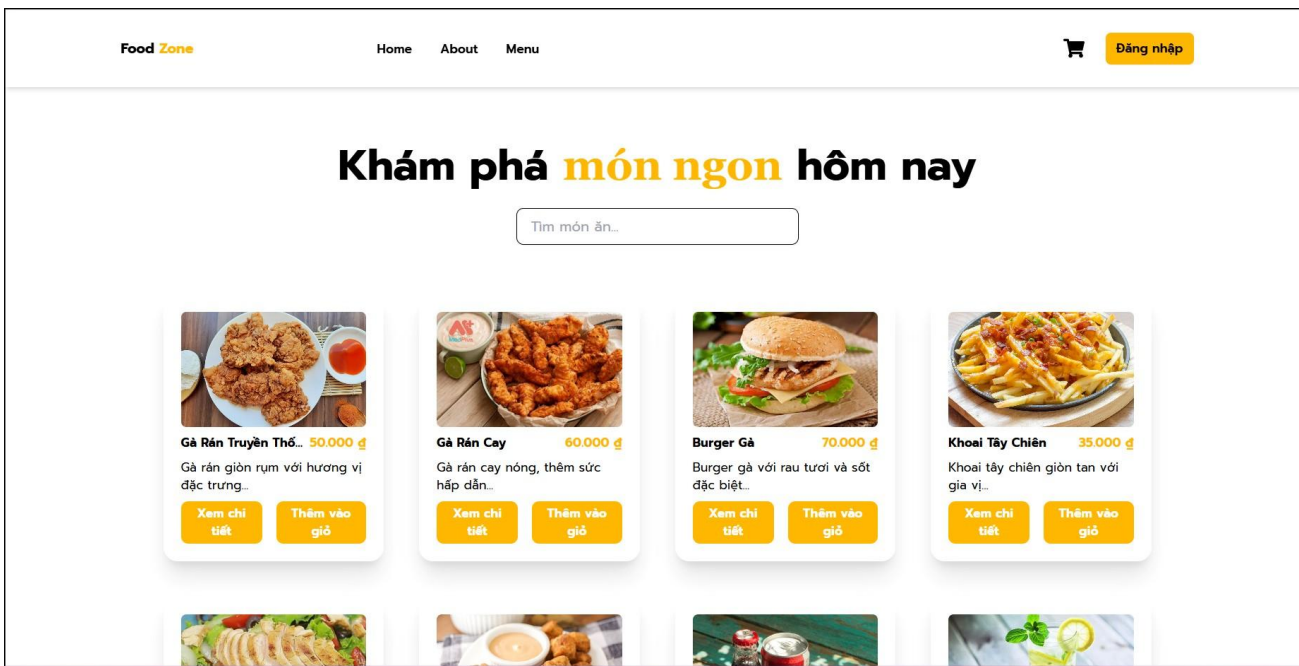 Food Zone
Home About Menu
Đăng nhập
Khám phá món ngon hôm nay
Tìm món ăn...
Gà Rán Truyền Thố... 50.000 ₫
Gà rán giòn rụm với hương vị
đặc trưng...
Xem chi
tiết
Thêm vào
giỏ
Gà Rán Cay 60.000 ₫
Gà rán cay nóng, thêm sức
hấp dẫn...
Xem chi
tiết
Thêm vào
giỏ
Burger Gà 70.000 ₫
Burger gà với rau tươi và sốt
đặc biệt...
Xem chi
tiết
Thêm vào
giỏ
Khoai Tây Chiên 35.000 ₫
Khoai tây chiên giòn tan với
gia vị...
Xem chi
tiết
Thêm vào
giỏ